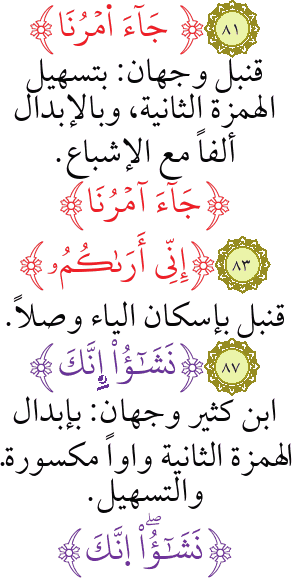 ٨١ ﴿جَآءَ ا۬مْرُنَا﴾
قنبل وجهان: بتسهيل
الهمزة الثانية، وبالإبدال
ألفاً مع الإشباع.
﴿جَآءَ آمْرُنَا﴾
٨٣ ﴿إِنِّى أَرَىٰكُمُۥ﴾
قنبل بإسكان الياء وصلاً.
٨٧ ﴿نَشَـٰٓؤُا۟ وِنَّكَ﴾
ابن كثير وجهان: بإبدال
الهمزة الثانية واواً مكسورة.
والتسهيل.
﴿نَشَـٰٓؤُا۟ ۖ ا۪نَّكَ﴾